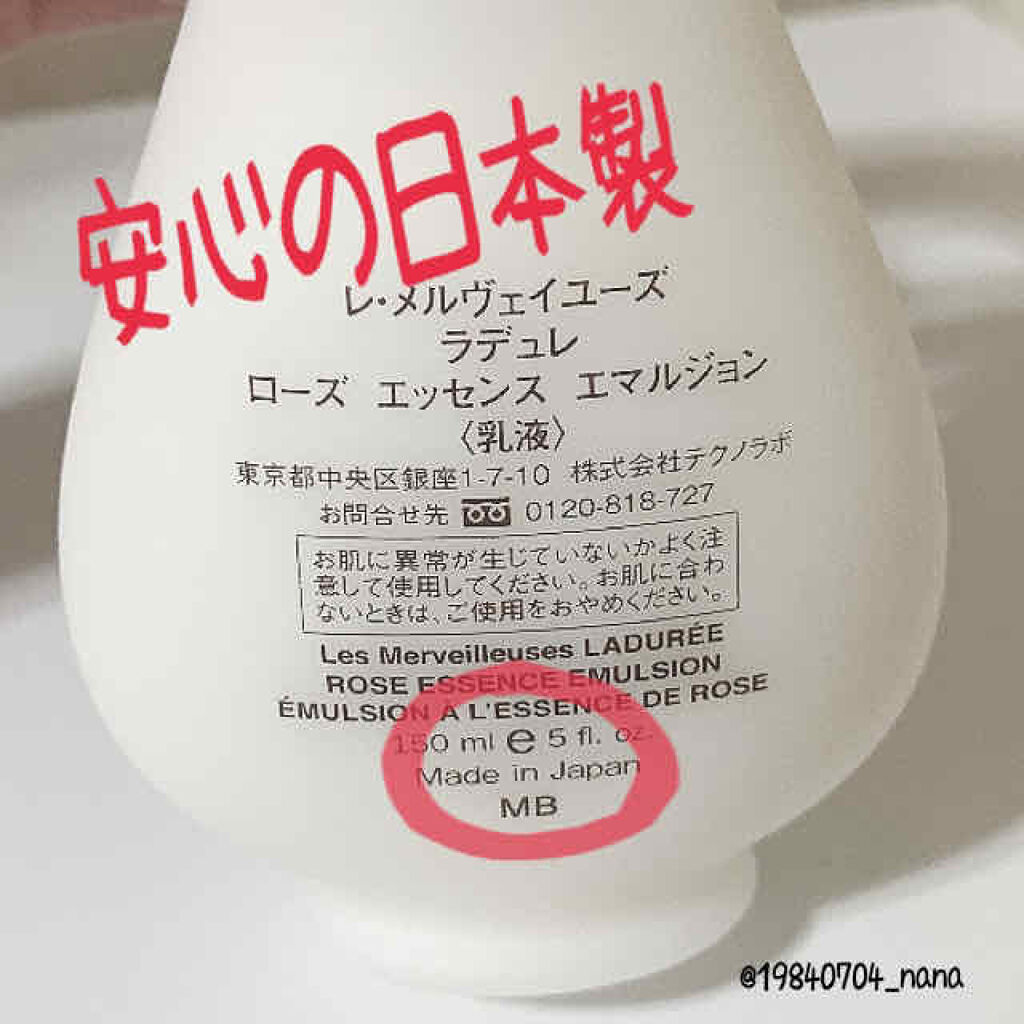 安心の日本製
レ・メルヴェイユーズ
ラデュレ
ローズ エッセンス エマルジョン
〈乳液〉
東京都中央区銀座1-7-10 株式会社テクノラボ
お問合せ先 0120-818-727
お肌に異常が生じていないかよく注
意して使用してください。お肌に合わ
ないときは、ご使用をおやめください。
Les Merveilleuses LADURÉE
ROSE ESSENCE EMULSION
ÉMULSION À L'ESSENCE DE ROSE
150 ml e 5 fl. oz.
Made in Japan
MB
@19840704_nana